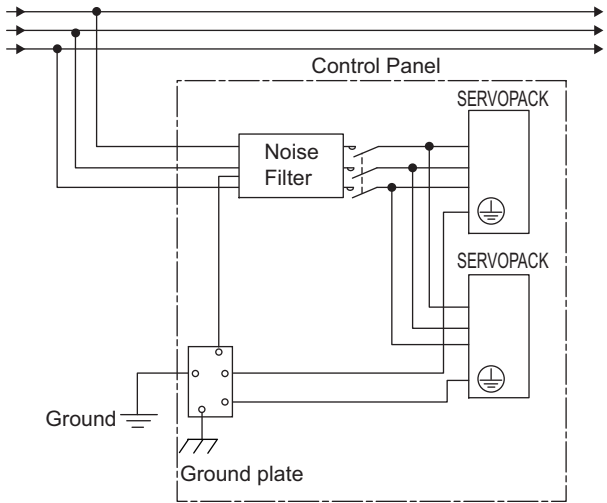 Control Panel
SERVOPACK
Noise
Filter
SERVOPACK
Ground
Ground plate